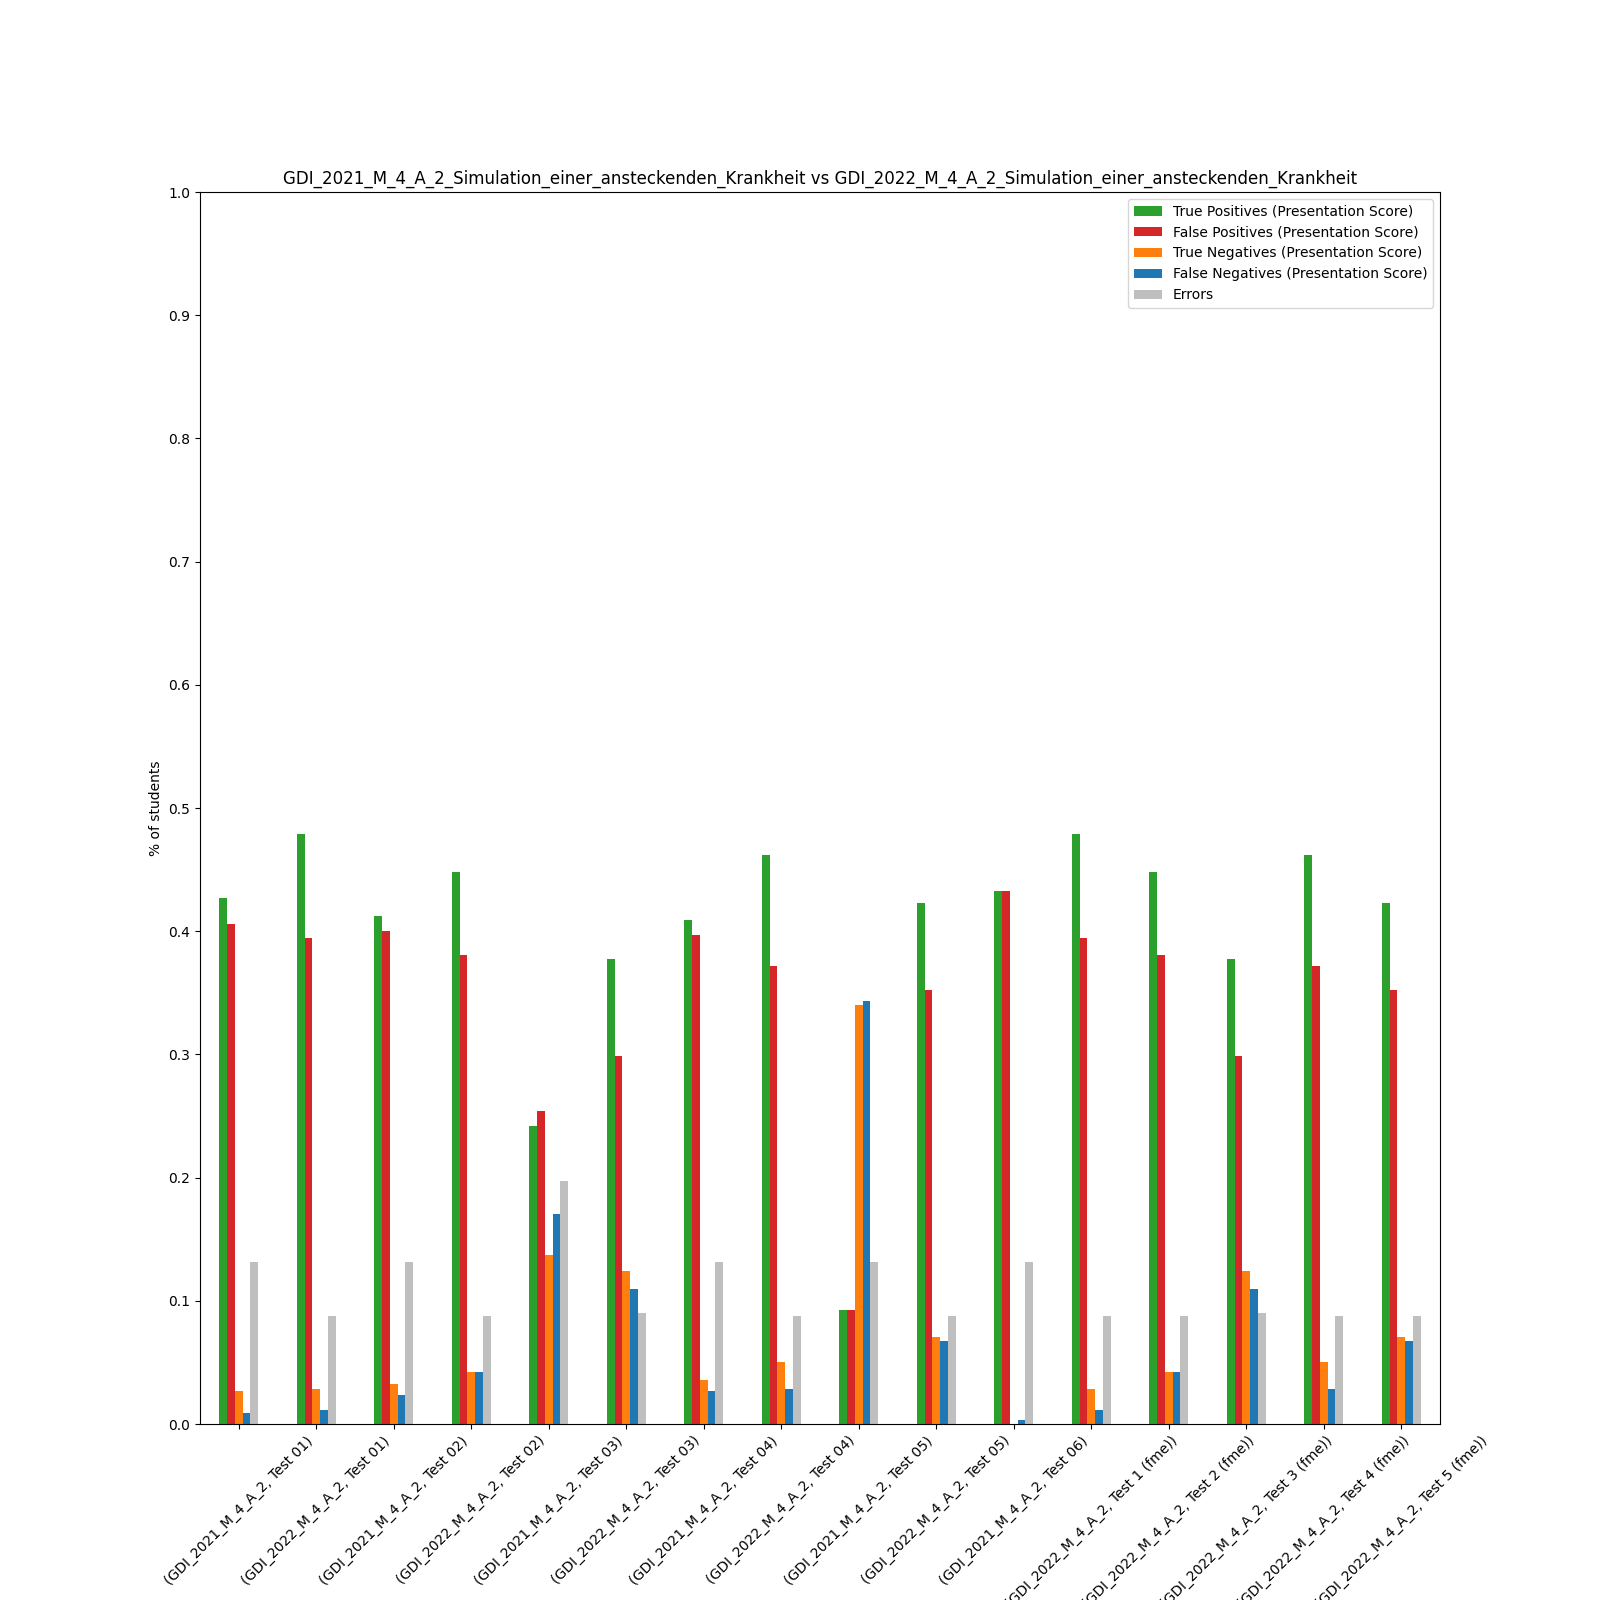 GDI_2021_M_4_A_2_Simulation_einer_ansteckenden_Krankheit vs GDI_2022_M_4_A_2_Simulation_einer_ansteckenden_Krankheit
True Positives (Presentation Score)
False Positives (Presentation Score)
True Negatives (Presentation Score)
False Negatives (Presentation Score)
Errors
% of students
1.0
0.9
0.8
0.7
0.6
0.5
0.4
0.3
0.2
0.1
0.0
(GDI_2021_M_4_A_2, Test 01)
(GDI_2022_M_4_A_2, Test 01)
(GDI_2021_M_4_A_2, Test 02)
(GDI_2022_M_4_A_2, Test 02)
(GDI_2021_M_4_A_2, Test 03)
(GDI_2022_M_4_A_2, Test 03)
(GDI_2021_M_4_A_2, Test 04)
(GDI_2022_M_4_A_2, Test 04)
(GDI_2021_M_4_A_2, Test 05)
(GDI_2022_M_4_A_2, Test 05)
(GDI_2021_M_4_A_2, Test 06)
(GDI_2022_M_4_A_2, Test 1 (fme))
(GDI_2022_M_4_A_2, Test 2 (fme))
(GDI_2022_M_4_A_2, Test 3 (fme))
(GDI_2022_M_4_A_2, Test 4 (fme))
(GDI_2022_M_4_A_2, Test 5 (fme))